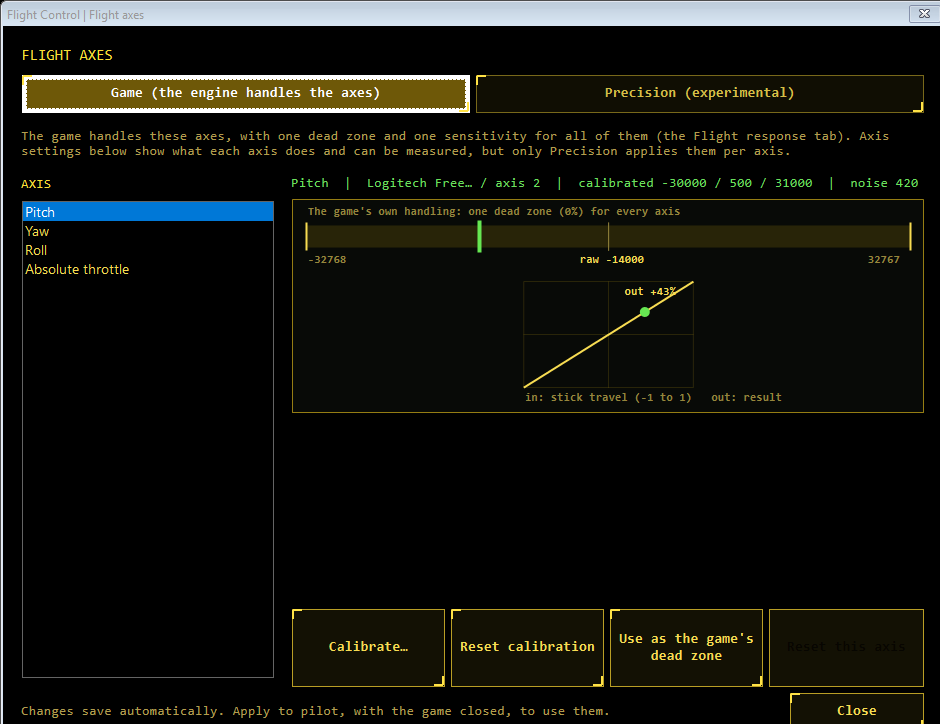 Flight Control | Flight axes
FLIGHT AXES
Game (the engine handles the axes)
Precision (experimental)
The game handles these axes, with one dead zone and one sensitivity for all of them (the Flight response tab). Axis
settings below show what each axis does and can be measured, but only Precision applies them per axis.
AXIS
Pitch | Logitech Free… / axis 2 | calibrated -30000 / 500 / 31000 | noise 420
Pitch
Yaw
Roll
Absolute throttle
The game's own handling: one dead zone (0%) for every axis
-32768
raw -14000
32767
out +43%
in: stick travel (-1 to 1) out: result
Calibrate…
Reset calibration
Use as the game's
dead zone
Reset this axis
Changes save automatically. Apply to pilot, with the game closed, to use them.
Close